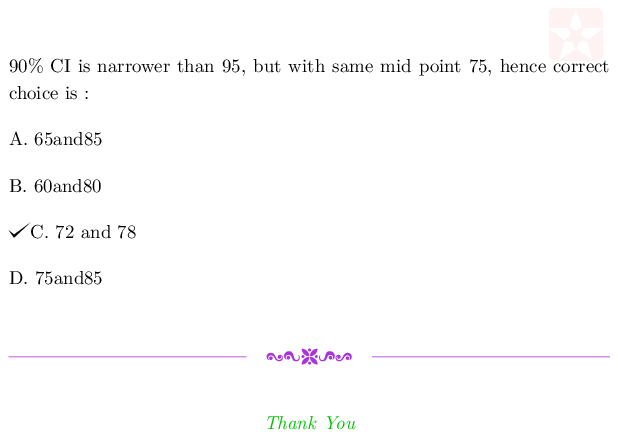 90% CI is narrower than 95, but with same mid point 75, hence correct
choice is :
A. 65and85
B. 60and80
✓C. 72 and 78
D. 75and85
Thank You